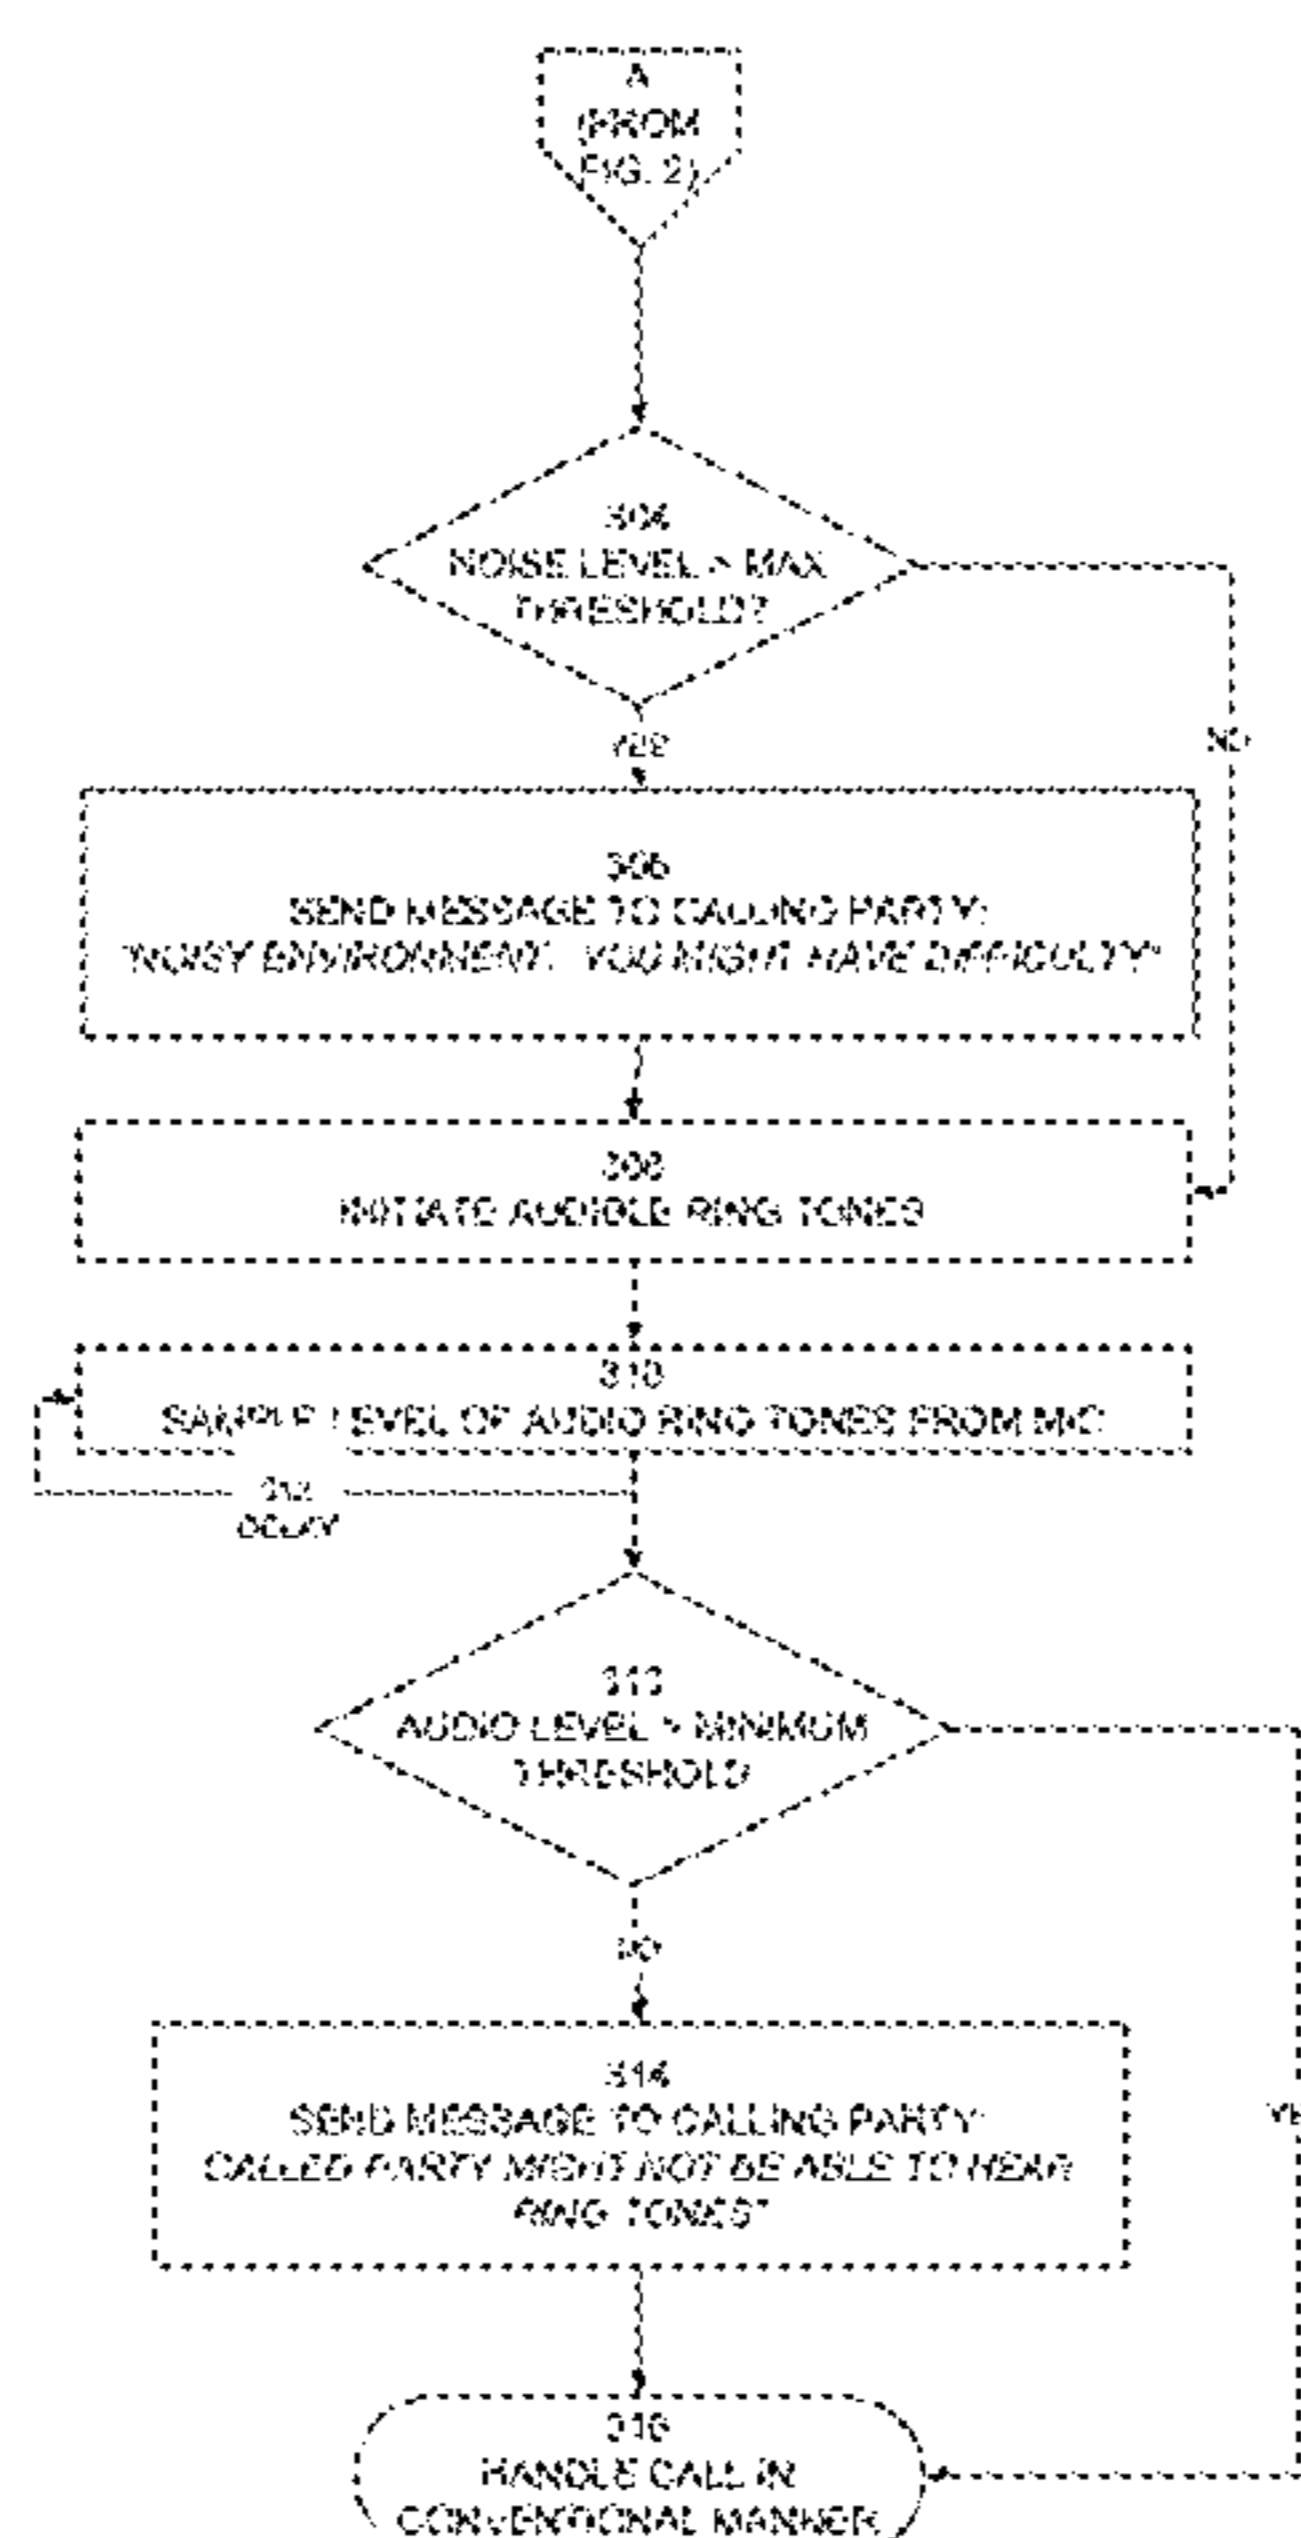 A
(FROM
FIG. 2)
304
NOISE LEVEL > MAX
THRESHOLD?
YES
NO
306
SEND MESSAGE TO CALLING PARTY:
"NOISY ENVIRONMENT. YOU MIGHT HAVE DIFFICULTY"
308
INITIATE AUDIBLE RING TONES
310
SAMPLE LEVEL OF AUDIO RING TONES FROM MIC
DELAY
AUDIO LEVEL > MINIMUM
THRESHOLD
NO
314
SEND MESSAGE TO CALLING PARTY:
CALLED PARTY MIGHT NOT BE ABLE TO HEAR
RING TONES"
316
HANDLE CALL IN
CONVENTIONAL MANNER